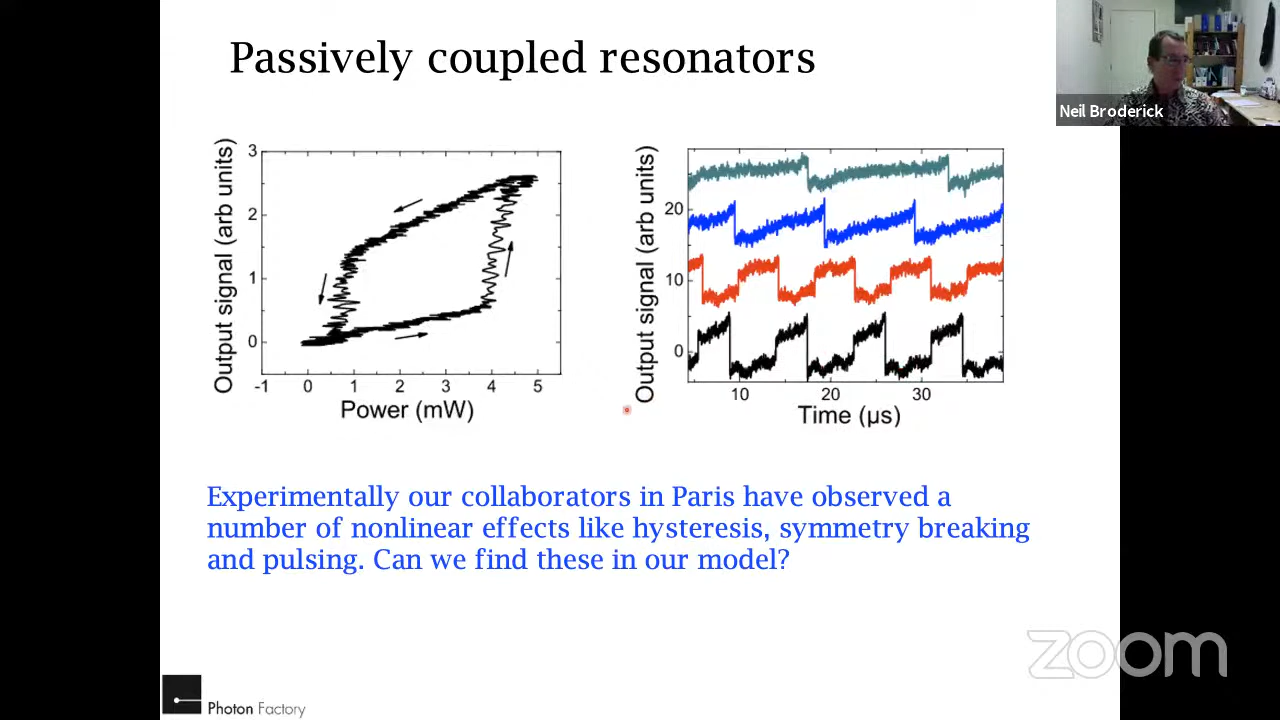 Passively coupled resonators
Neil Broderick
Output signal (arb units)
3
2
1
0
-1 0 1 2 3 4 5
Power (mW)
Output signal (arb units)
20
10
0
10 20 30
Time (µs)
Experimentally our collaborators in Paris have observed a
number of nonlinear effects like hysteresis, symmetry breaking
and pulsing. Can we find these in our model?
zoom
Photon Factory